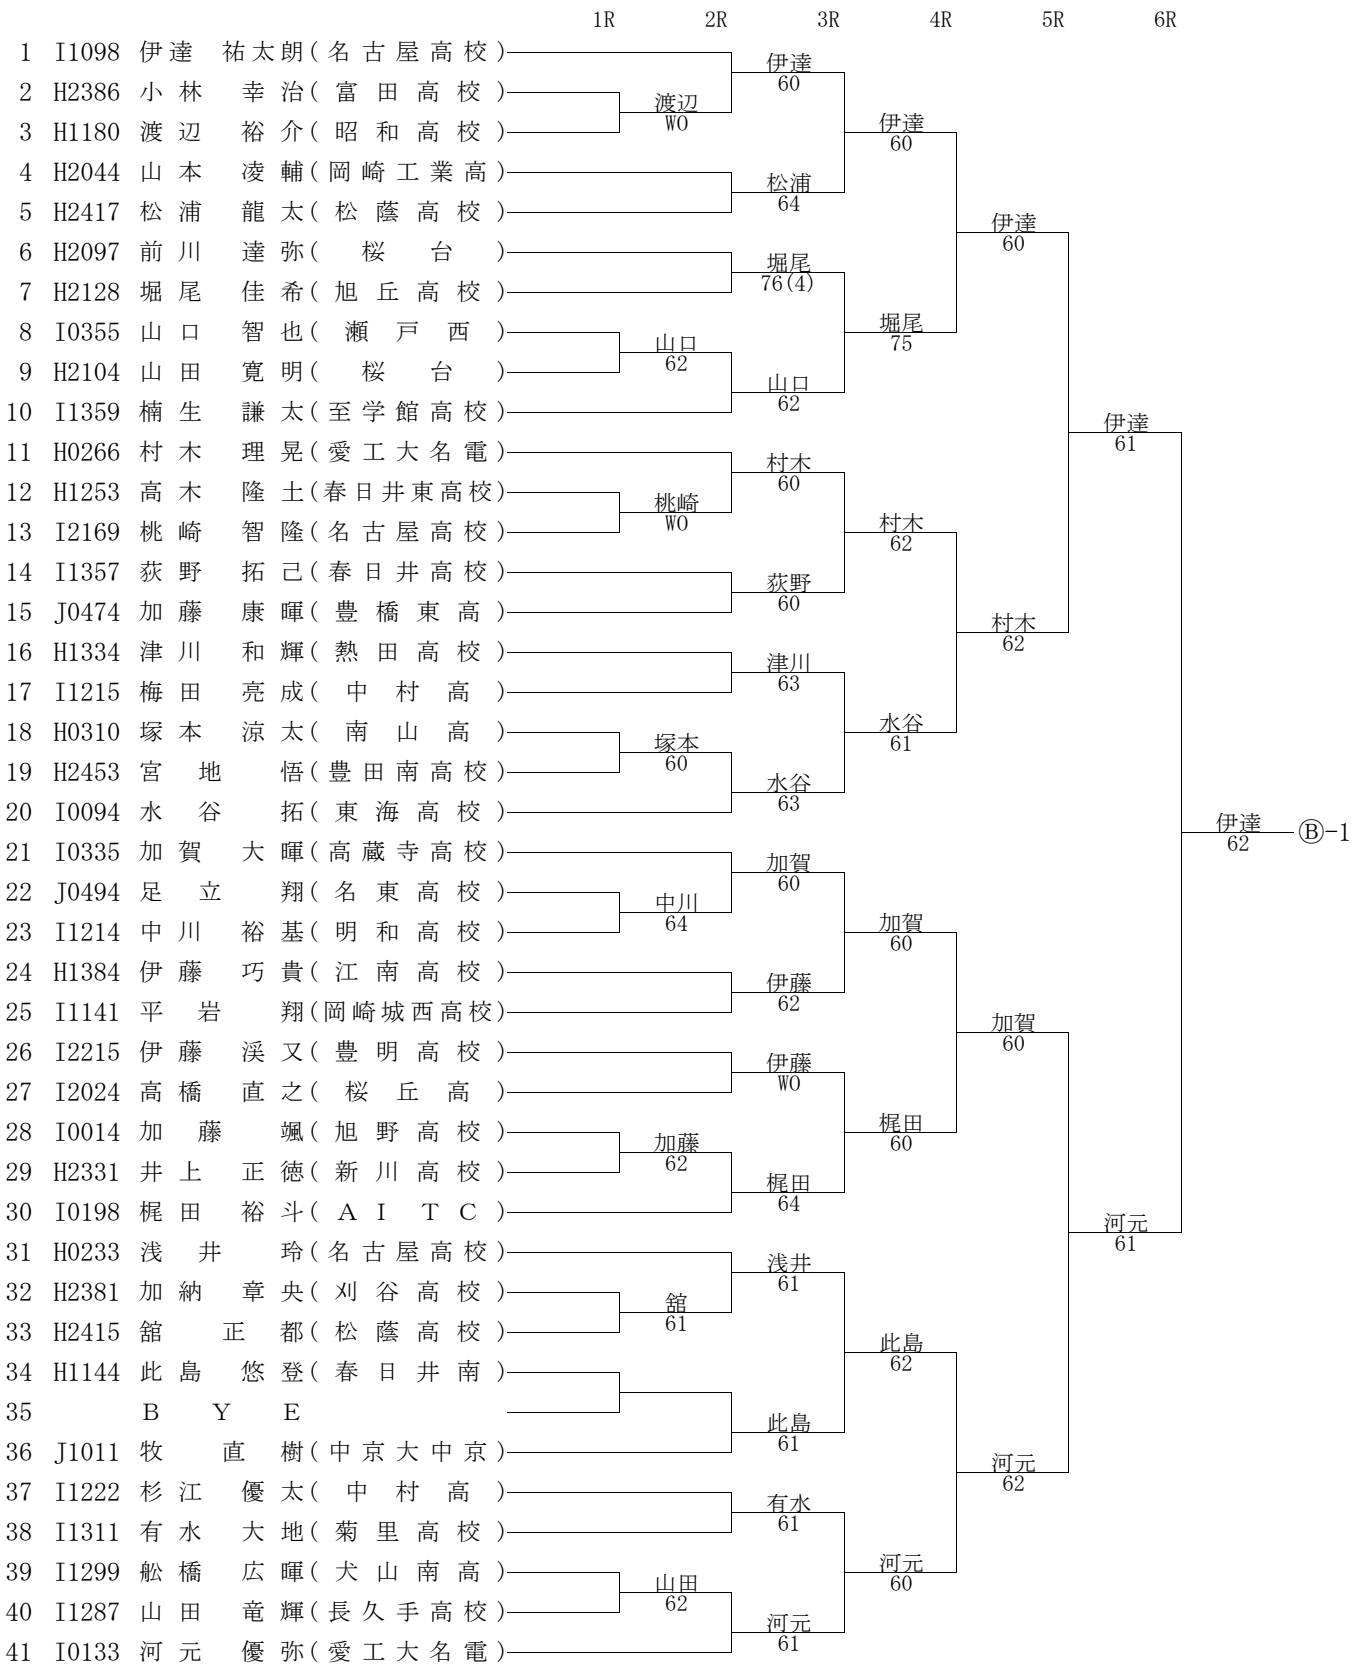 1R 2R 3R 4R 5R 6R
1 I1098 伊達 祐太朗(名古屋高校)
2 H2386 小林 幸治(富田高校)
3 H1180 渡辺 裕介(昭和高校)
4 H2044 山本 凌輔(岡崎工業高)
5 H2417 松浦 龍太(松蔭高校)
6 H2097 前川 達弥(桜台)
7 H2128 堀尾 佳希(旭丘高校)
8 I0355 山口 智也(瀬戸西)
9 H2104 山田 寛明(桜台)
10 I1359 楠生 謙太(至学館高校)
11 H0266 村木 理晃(愛工大名電)
12 H1253 高木 隆土(春日井東高校)
13 I2169 桃崎 智隆(名古屋高校)
14 I1357 荻野 拓己(春日井高校)
15 J0474 加藤 康暉(豊橋東高)
16 H1334 津川 和輝(熱田高校)
17 I1215 梅田 亮成(中村高)
18 H0310 塚本 涼太(南山高)
19 H2453 宮地 悟(豊田南高校)
20 I0094 水谷 拓(東海高校)
21 I0335 加賀 大暉(高蔵寺高校)
22 J0494 足立 翔(名東高校)
23 I1214 中川 裕基(明和高校)
24 H1384 伊藤 巧貴(江南高校)
25 I1141 平岩 翔(岡崎城西高校)
26 I2215 伊藤 渓又(豊明高校)
27 I2024 高橋 直之(桜丘高)
28 I0014 加藤 颯(旭野高校)
29 H2331 井上 正徳(新川高校)
30 I0198 梶田 裕斗(AITC)
31 H0233 浅井 玲(名古屋高校)
32 H2381 加納 章央(刈谷高校)
33 H2415 舘 正都(松蔭高校)
34 H1144 此島 悠登(春日井南)
35 BYE
36 J1011 牧 直樹(中京大中京)
37 I1222 杉江 優太(中村高)
38 I1311 有水 大地(菊里高校)
39 I1299 舩橋 広暉(犬山南高)
40 I1287 山田 竜輝(長久手高校)
41 I0133 河元 優弥(愛工大名電)
渡辺
WO
山口
62
桃崎
WO
塚本
60
中川
64
加藤
62
舘
61
山田
62
伊達
60
松浦
64
堀尾
76(4)
山口
62
村木
60
荻野
60
津川
63
水谷
63
加賀
60
伊藤
62
伊藤
WO
梶田
64
浅井
61
此島
61
有水
61
河元
61
伊達
60
堀尾
75
村木
62
水谷
61
加賀
60
梶田
60
此島
62
河元
60
伊達
60
村木
62
加賀
60
河元
62
伊達
61
河元
61
伊達
62
Ⓑ-1